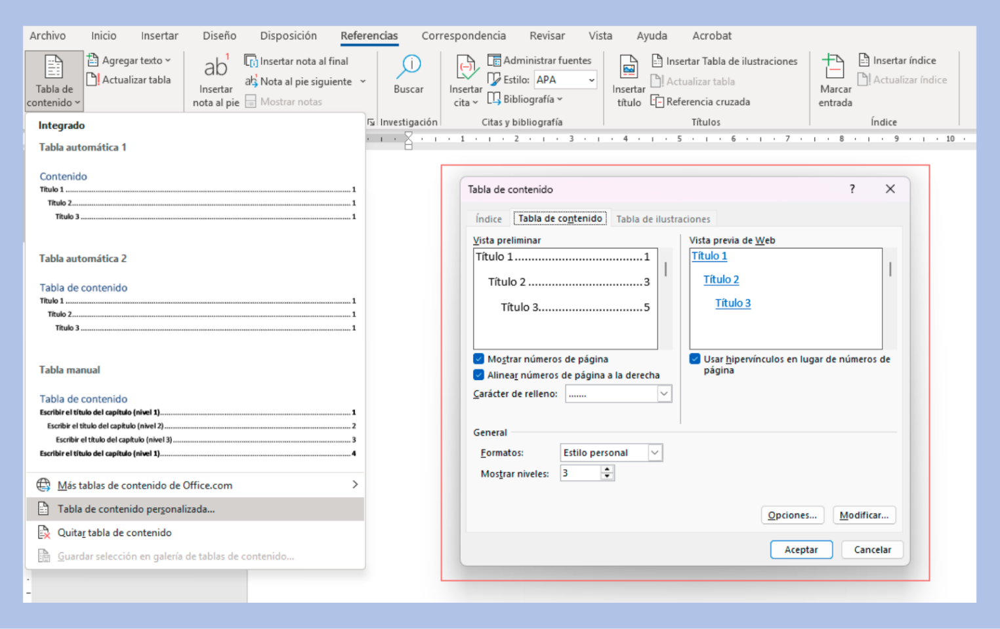 Archivo Inicio Insertar Diseño Disposición Referencias Correspondencia Revisar Vista Ayuda Acrobat
Tabla de contenido
Agregar texto
Actualizar tabla
ab1
Insertar nota al pie
Insertar nota al final
ab Nota al pie siguiente
Mostrar notas
Buscar
Investigación
Insertar cita
Administrar fuentes
Estilo: APA
Bibliografía
Citas y bibliografía
Insertar título
Insertar Tabla de ilustraciones
Actualizar tabla
Referencia cruzada
Títulos
Marcar entrada
Insertar índice
Actualizar índice
Índice
1 2 3 4 5 6 7 8 9 10
Integrado
Tabla automática 1
Contenido
Título 1 ........ 1
Título 2 ........ 1
Título 3 ........ 1
Tabla automática 2
Tabla de contenido
Título 1 ........ 1
Título 2 ........ 1
Título 3 ........ 1
Tabla manual
Tabla de contenido
Escribir el título del capítulo (nivel 1) ........ 1
Escribir el título del capítulo (nivel 2) ........ 2
Escribir el título del capítulo (nivel 3) ........ 3
Escribir el título del capítulo (nivel 1) ........ 4
Más tablas de contenido de Office.com
Tabla de contenido personalizada...
Quitar tabla de contenido
Guardar selección en galería de tablas de contenido...
Tabla de contenido ?
Índice Tabla de contenido Tabla de ilustraciones
Vista preliminar
Título 1 ........ 1
Título 2 ........ 3
Título 3 ........ 5
Mostrar números de página
Alinear números de página a la derecha
Carácter de relleno: .......
Vista previa de Web
Título 1
Título 2
Título 3
Usar hipervínculos en lugar de números de
página
General
Formatos: Estilo personal
Mostrar niveles: 3
Opciones... Modificar...
Aceptar Cancelar